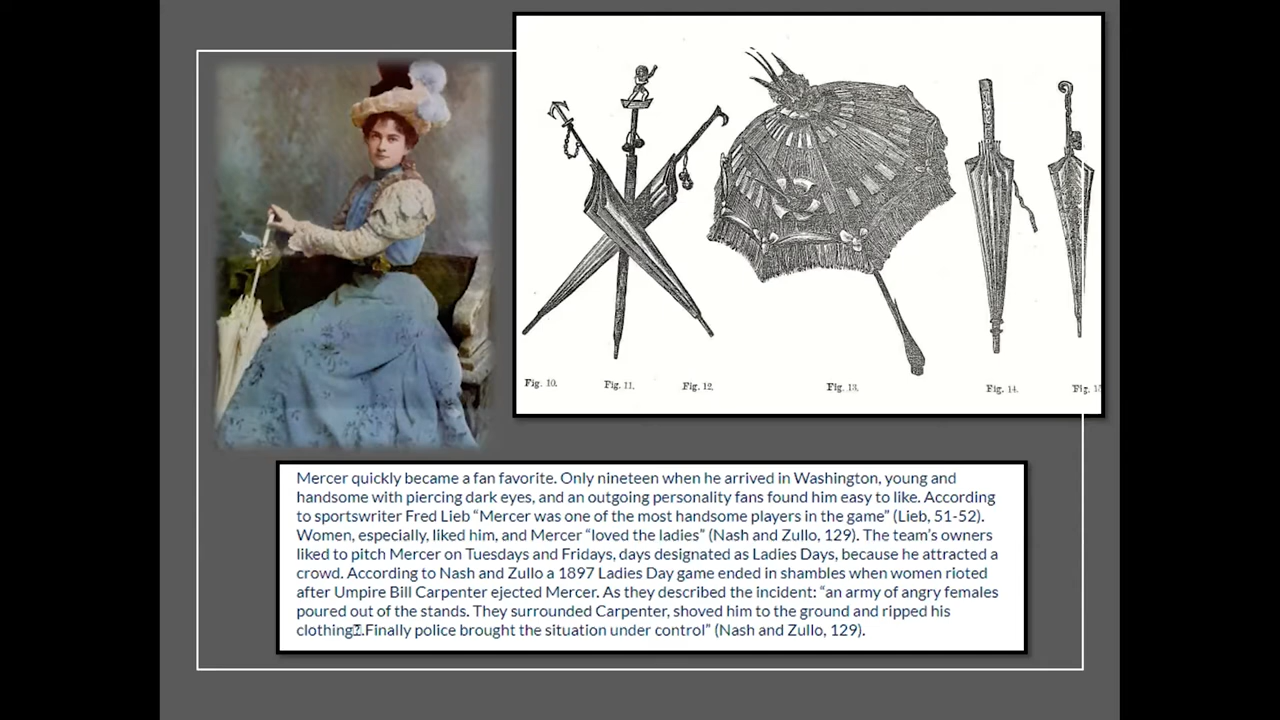 Fig. 10.
Fig. 11.
Fig. 12.
Fig. 13.
Fig. 14.
Fig. 15
Mercer quickly became a fan favorite. Only nineteen when he arrived in Washington, young and
handsome with piercing dark eyes, and an outgoing personality fans found him easy to like. According
to sportswriter Fred Lieb “Mercer was one of the most handsome players in the game” (Lieb, 51-52).
Women, especially, liked him, and Mercer “loved the ladies” (Nash and Zullo, 129). The team’s owners
liked to pitch Mercer on Tuesdays and Fridays, days designated as Ladies Days, because he attracted a
crowd. According to Nash and Zullo a 1897 Ladies Day game ended in shambles when women rioted
after Umpire Bill Carpenter ejected Mercer. As they described the incident: “an army of angry females
poured out of the stands. They surrounded Carpenter, shoved him to the ground and ripped his
clothing.Finally police brought the situation under control” (Nash and Zullo, 129).